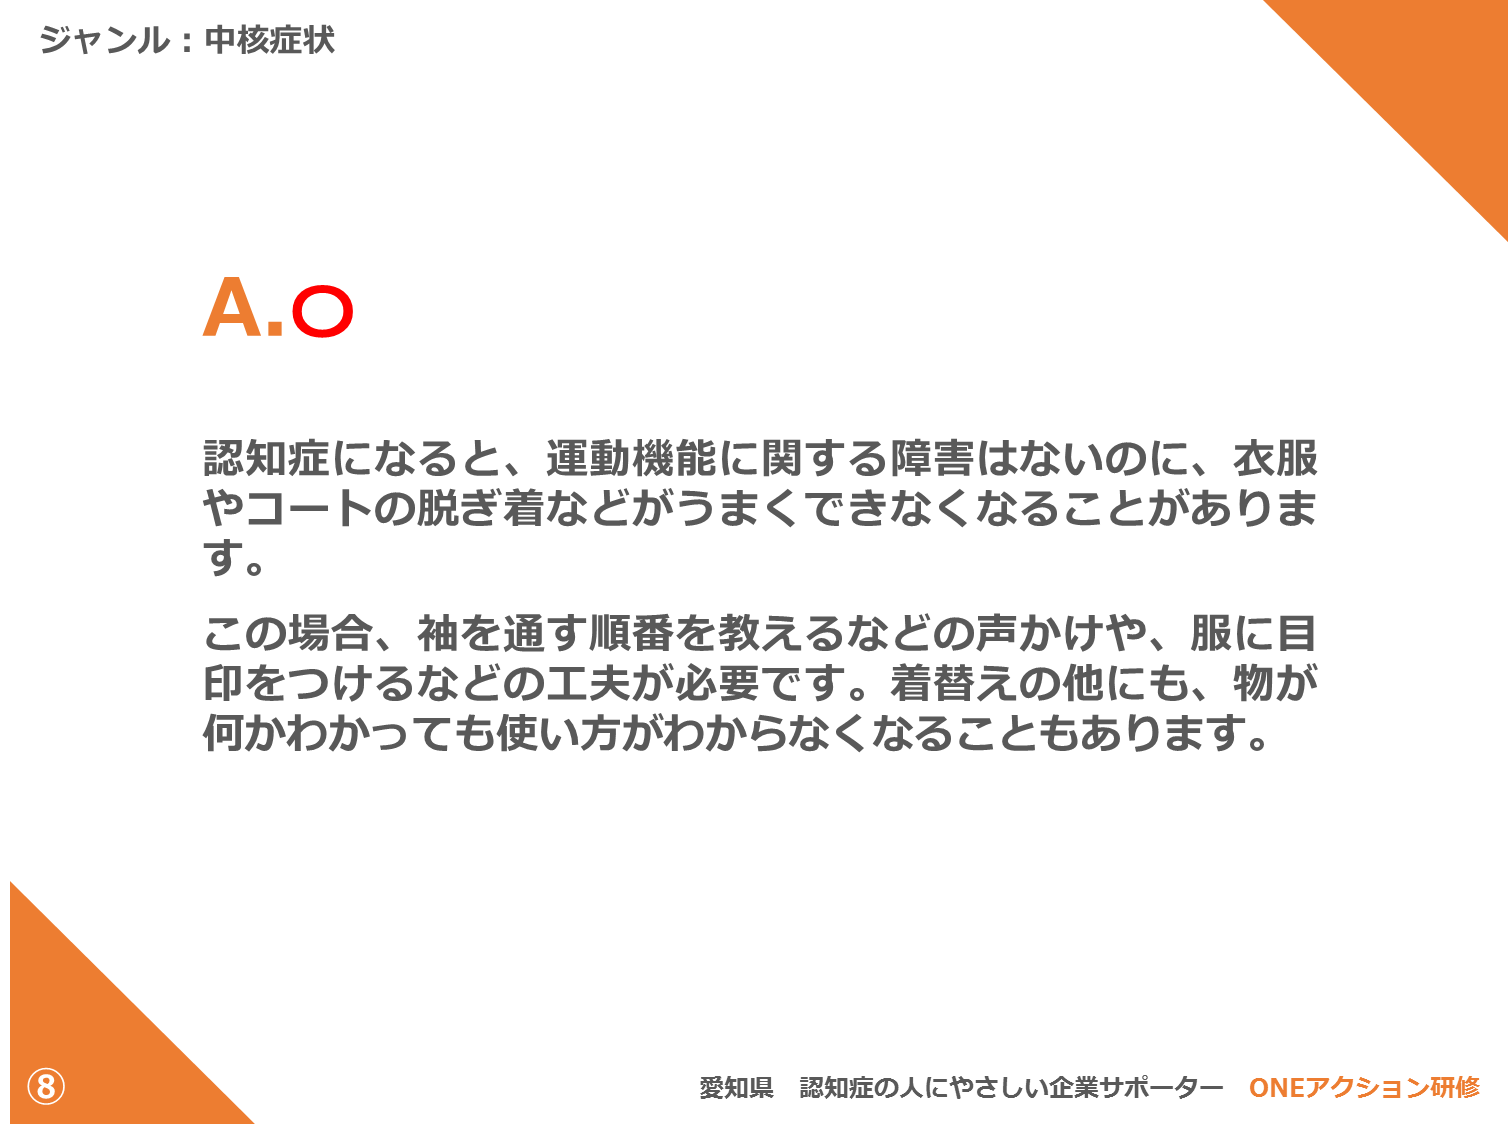 ジャンル：中核症状
A.○
認知症になると、運動機能に関する障害はないのに、衣服
やコートの脱ぎ着などがうまくできなくなることがありま
す。
この場合、袖を通す順番を教えるなどの声かけや、服に目
印をつけるなどの工夫が必要です。着替えの他にも、物が
何かわかっても使い方がわからなくなることもあります。
⑧
愛知県　認知症の人にやさしい企業サポーター　ONEアクション研修